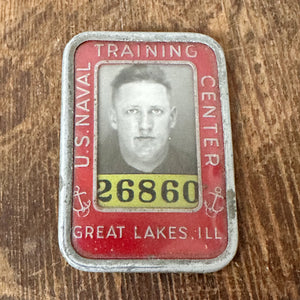 U.S. NAVAL TRAINING CENTER
26860
GREAT LAKES, ILL